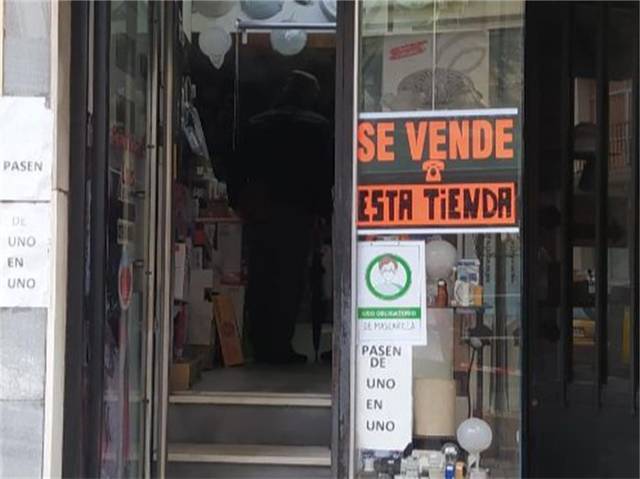 PASEN
DE
UNO
EN
UNO
SE VENDE
ESTA TIENDA
USO OBLIGATORIO
DE MASCARILLA
PASEN
DE
UNO
EN
UNO